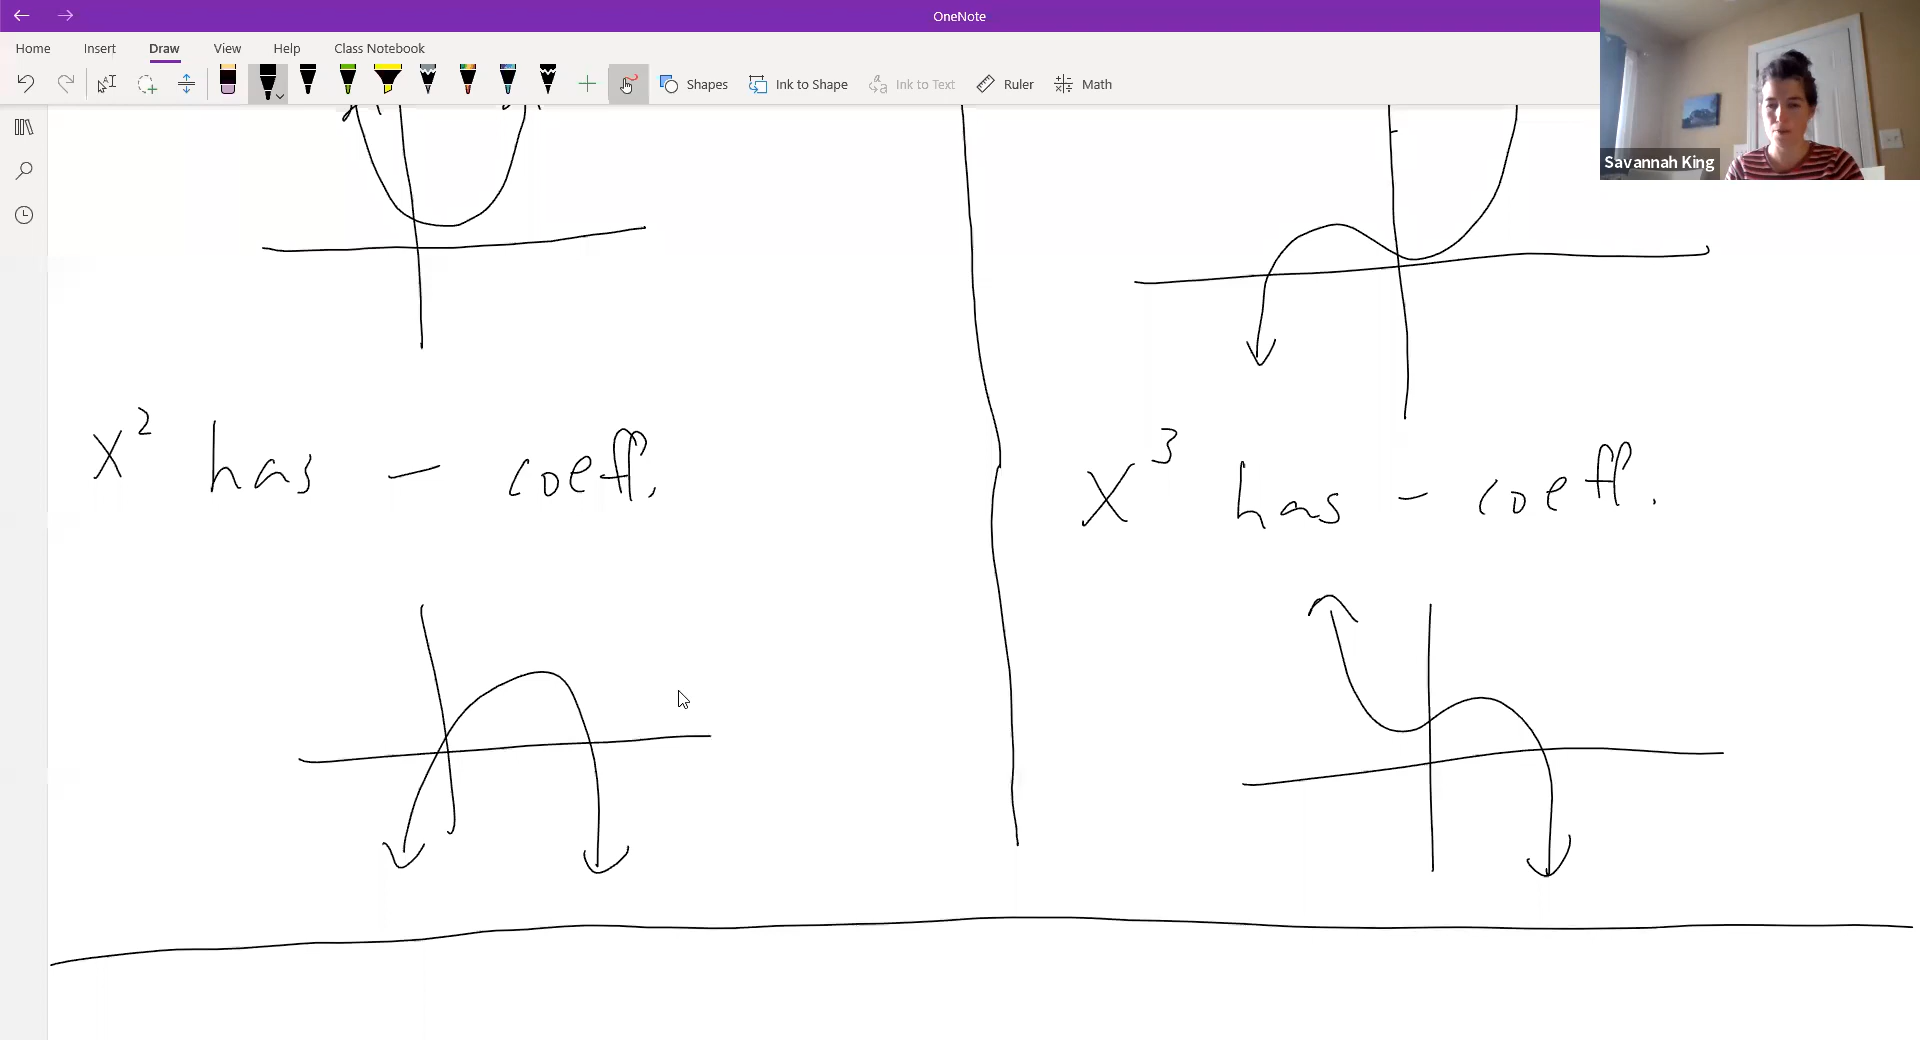 OneNote
Home Insert Draw View Help Class Notebook
Shapes Ink to Shape Ink to Text Ruler Math
Savannah King
x² has - coeff.
x³ has - coeff.